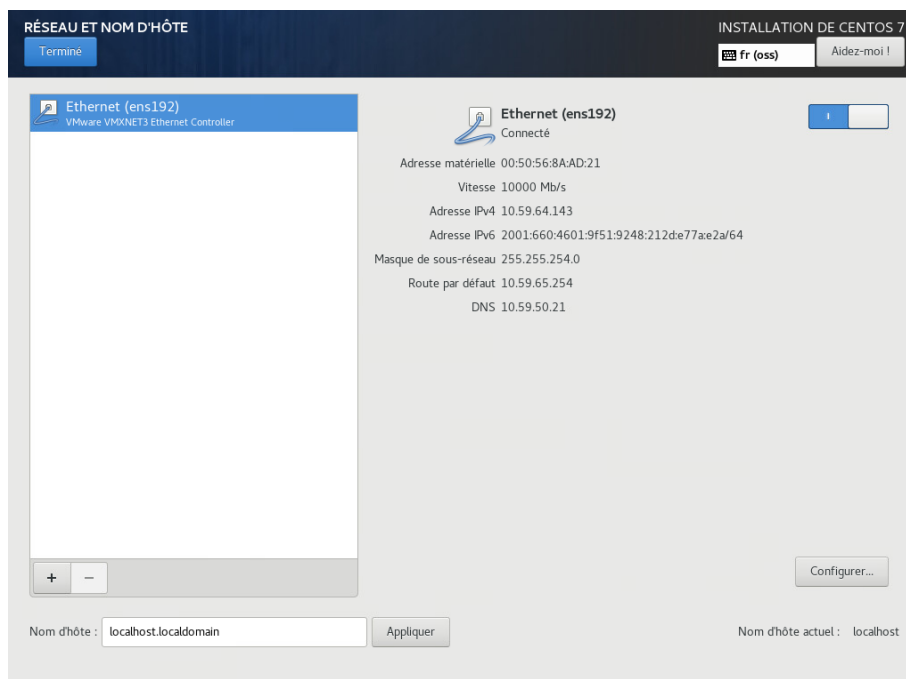 RÉSEAU ET NOM D'HÔTE
INSTALLATION DE CENTOS 7
Terminé
fr (oss)
Aidez-moi !
Ethernet (ens192)
VMware VMXNET3 Ethernet Controller
Ethernet (ens192)
Connecté
Adresse matérielle 00:50:56:8A:AD:21
Vitesse 10000 Mb/s
Adresse IPv4 10.59.64.143
Adresse IPv6 2001:660:4601:9f51:9248:212d:e77a:e2a/64
Masque de sous-réseau 255.255.254.0
Route par défaut 10.59.65.254
DNS 10.59.50.21
+ −
Configurer...
Nom d'hôte : localhost.localdomain Appliquer
Nom d'hôte actuel : localhost